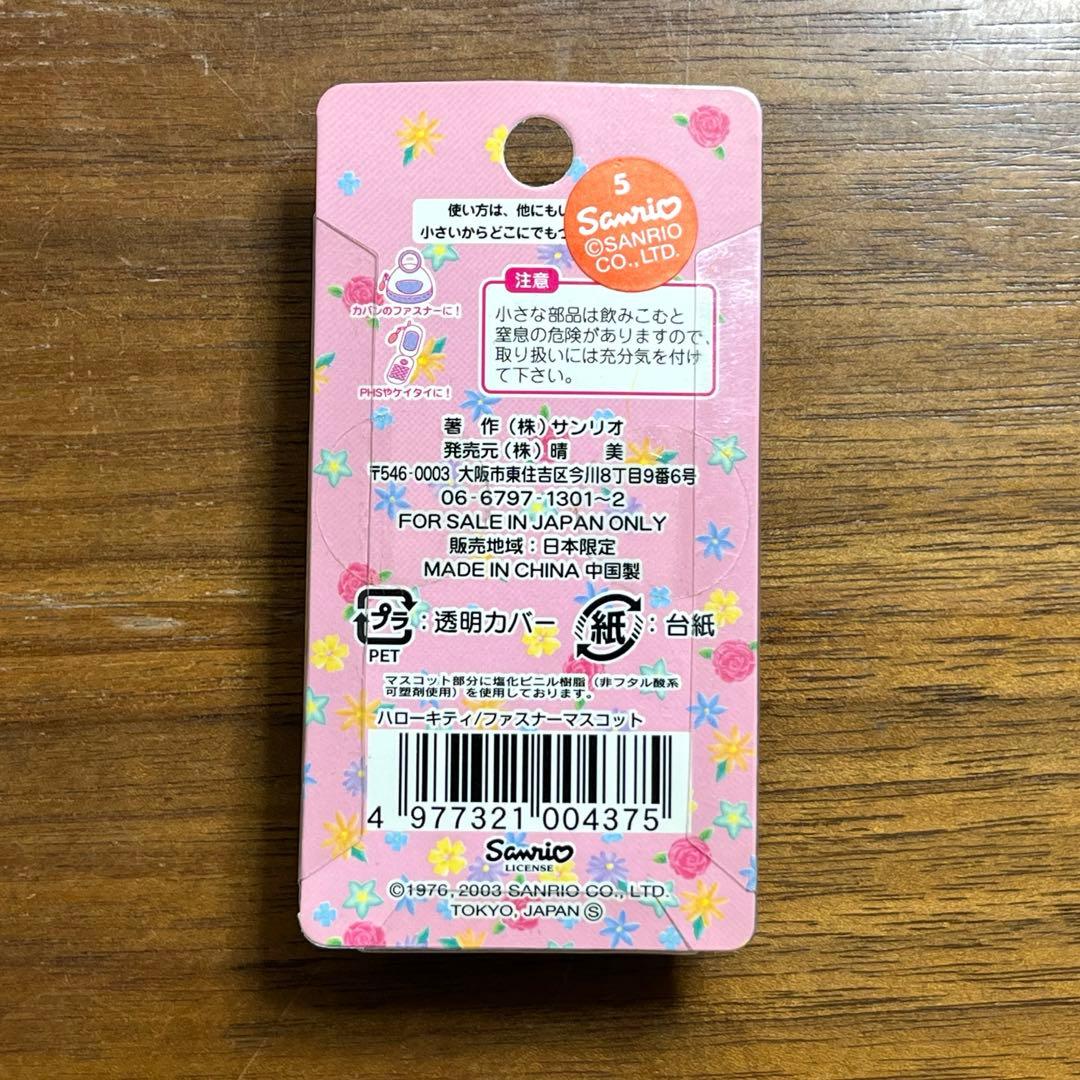 使い方は、他にもい
小さいからどこにでもつ
5
Sanrio
©SANRIO
CO.,LTD.
カバンのファスナーに!
PHSやケイタイに!
注意
小さな部品は飲みこむと
窒息の危険がありますので、
取り扱いには充分気を付け
て下さい。
著 作(株)サンリオ
発売元(株)晴 美
〒546-0003 大阪市東住吉区今川8丁目9番6号
06-6797-1301~2
FOR SALE IN JAPAN ONLY
販売地域:日本限定
MADE IN CHINA 中国製
プラ:透明カバー 紙:台紙
PET
マスコット部分に塩化ビニル樹脂(非フタル酸系
可塑剤使用)を使用しております。
ハローキティ/ファスナーマスコット
4 977321 004375
Sanrio
LICENSE
©1976, 2003 SANRIO CO., LTD.
TOKYO, JAPAN Ⓢ